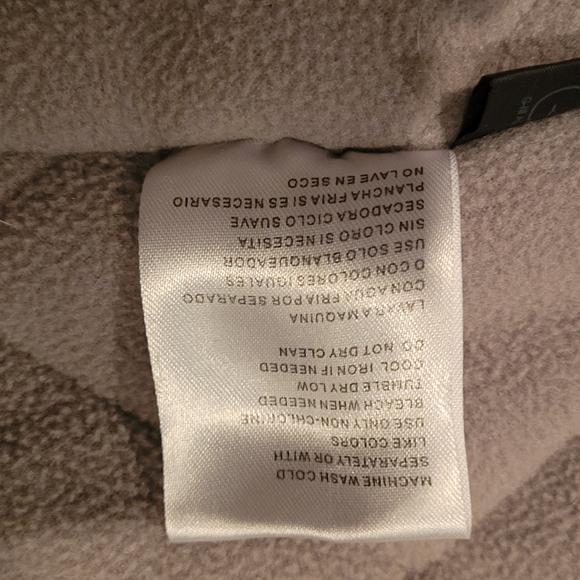 MACHINE WASH COLD
SEPARATELY OR WITH
LIKE COLORS
USE ONLY NON-CHLORINE
BLEACH WHEN NEEDED
TUMBLE DRY LOW
COOL IRON IF NEEDED
DO NOT DRY CLEAN
LAVAR A MAQUINA
CON AGUA FRIA POR SEPARADO
O CON COLORES IGUALES
USE SOLO BLANQUEADOR
SIN CLORO SI NECESITA
SECADORA CICLO SUAVE
PLANCHA FRIA SI ES NECESARIO
NO LAVE EN SECO